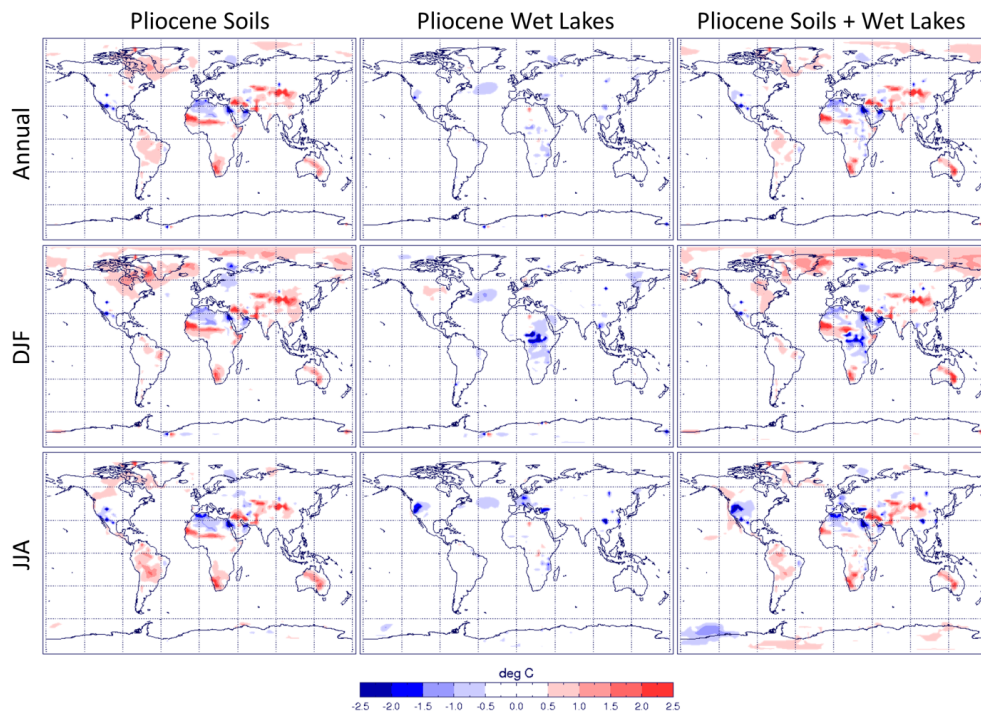 Pliocene Soils
Pliocene Wet Lakes
Pliocene Soils + Wet Lakes
Annual
DJF
JJA
deg C
-2.5 -2.0 -1.5 -1.0 -0.5 0.0 0.5 1.0 1.5 2.0 2.5